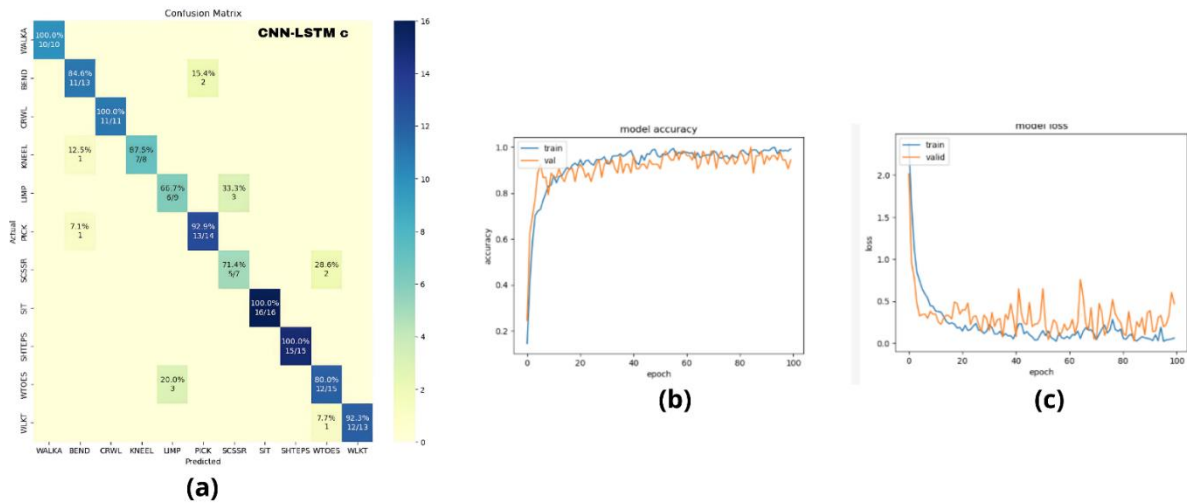 Confusion Matrix
CNN-LSTM c
WALKA
100.0%
10/10
BEND
84.6%
11/13
15.4%
2
CRWL
100.0%
11/11
KNEEL
12.5%
1
87.5%
7/8
LIMP
66.7%
6/9
33.3%
3
PICK
7.1%
1
92.9%
13/14
SCSSR
71.4%
5/7
28.6%
2
SIT
100.0%
16/16
SHTEPS
100.0%
15/15
WTOES
20.0%
3
80.0%
12/15
WLKT
7.7%
1
92.3%
12/13
Actual
WALKA BEND CRWL KNEEL LIMP PICK SCSSR SIT SHTEPS WTOES WLKT
Predicted
16
14
12
10
8
6
4
2
0
(a)
model accuracy
train
val
1.0
0.8
0.6
0.4
0.2
accuracy
0 20 40 60 80 100
epoch
(b)
model loss
train
valid
2.0
1.5
1.0
0.5
0.0
loss
0 20 40 60 80 100
epoch
(c)